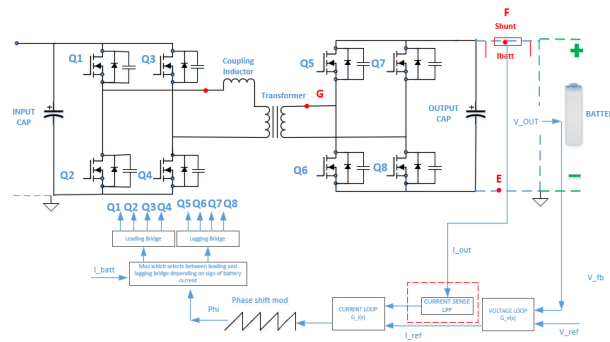 F
Shunt
Ibatt
Q1
Q3
Coupling
Inductor
Q5
Q7
+
Transformer
G
INPUT
CAP
OUTPUT
CAP
V_OUT
BATTE
Q2
Q4
Q6
Q8
E
Q1 Q2 Q3 Q4
Q5 Q6 Q7 Q8
Leading Bridge
Lagging Bridge
I_batt
Mux which selects between leading and
lagging bridge depending on sign of battery
current
I_out
Phi
Phase shift mod
CURRENT LOOP
G_i(s)
CURRENT SENSE
LPF
VOLTAGE LOOP
G_v(s)
V_fb
I_ref
V_ref